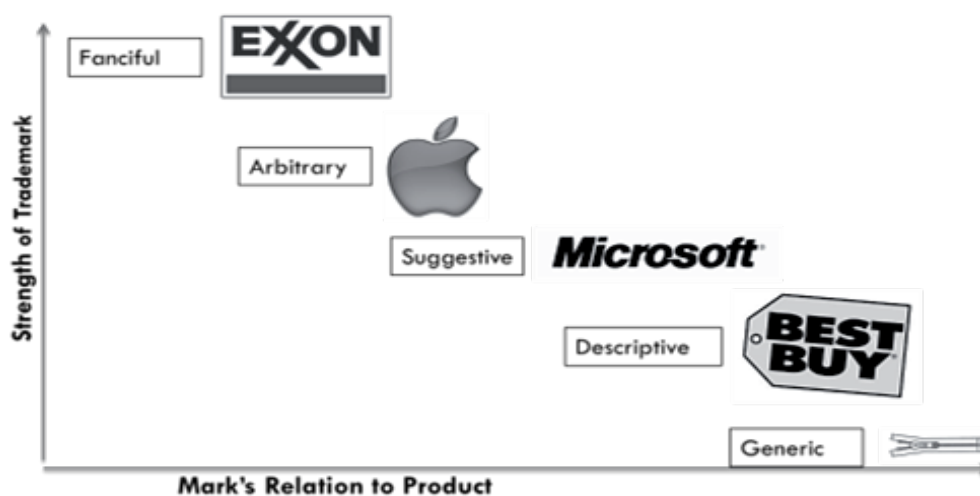 Fanciful
EXXON
Arbitrary
Suggestive
Microsoft
Descriptive
BEST
BUY
Generic
Strength of Trademark
Mark's Relation to Product